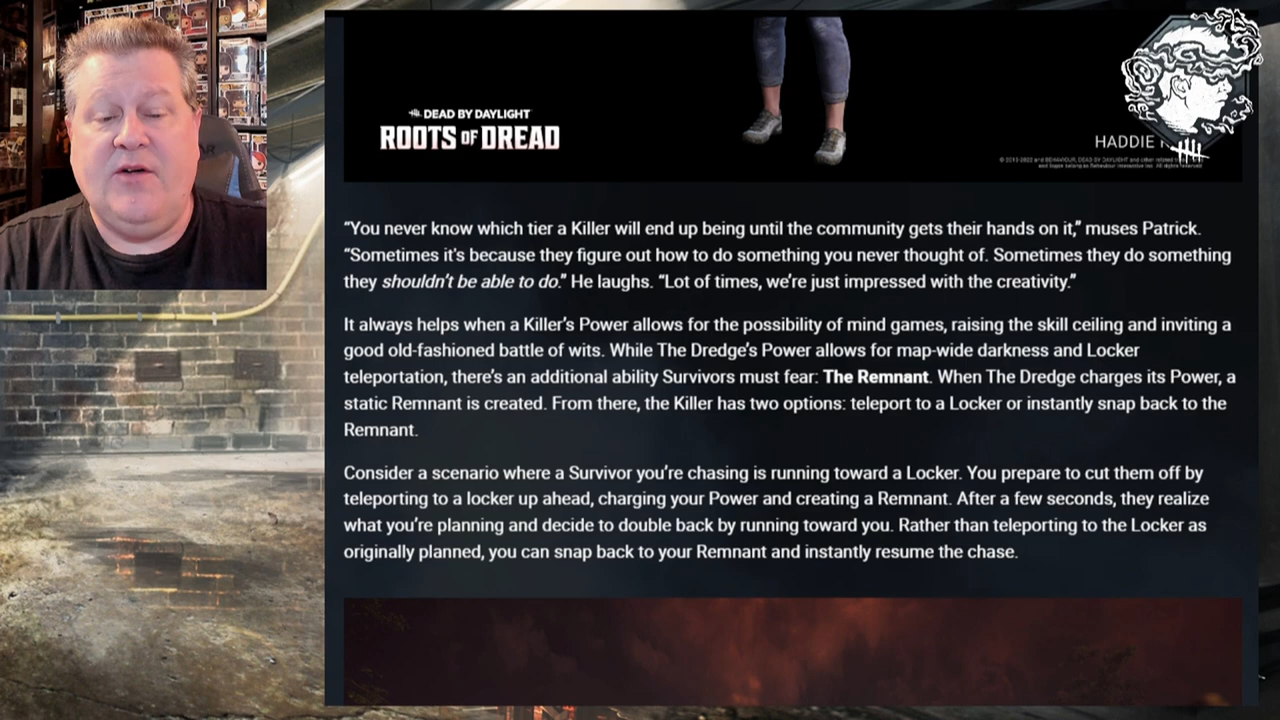 DEAD BY DAYLIGHT
ROOTS OF DREAD
HADDIE
“You never know which tier a Killer will end up being until the community gets their hands on it,” muses Patrick.
“Sometimes it's because they figure out how to do something you never thought of. Sometimes they do something
they shouldn’t be able to do.” He laughs. “Lot of times, we’re just impressed with the creativity.”
It always helps when a Killer’s Power allows for the possibility of mind games, raising the skill ceiling and inviting a
good old-fashioned battle of wits. While The Dredge’s Power allows for map-wide darkness and Locker
teleportation, there’s an additional ability Survivors must fear: The Remnant. When The Dredge charges its Power, a
static Remnant is created. From there, the Killer has two options: teleport to a Locker or instantly snap back to the
Remnant.
Consider a scenario where a Survivor you’re chasing is running toward a Locker. You prepare to cut them off by
teleporting to a locker up ahead, charging your Power and creating a Remnant. After a few seconds, they realize
what you’re planning and decide to double back by running toward you. Rather than teleporting to the Locker as
originally planned, you can snap back to your Remnant and instantly resume the chase.